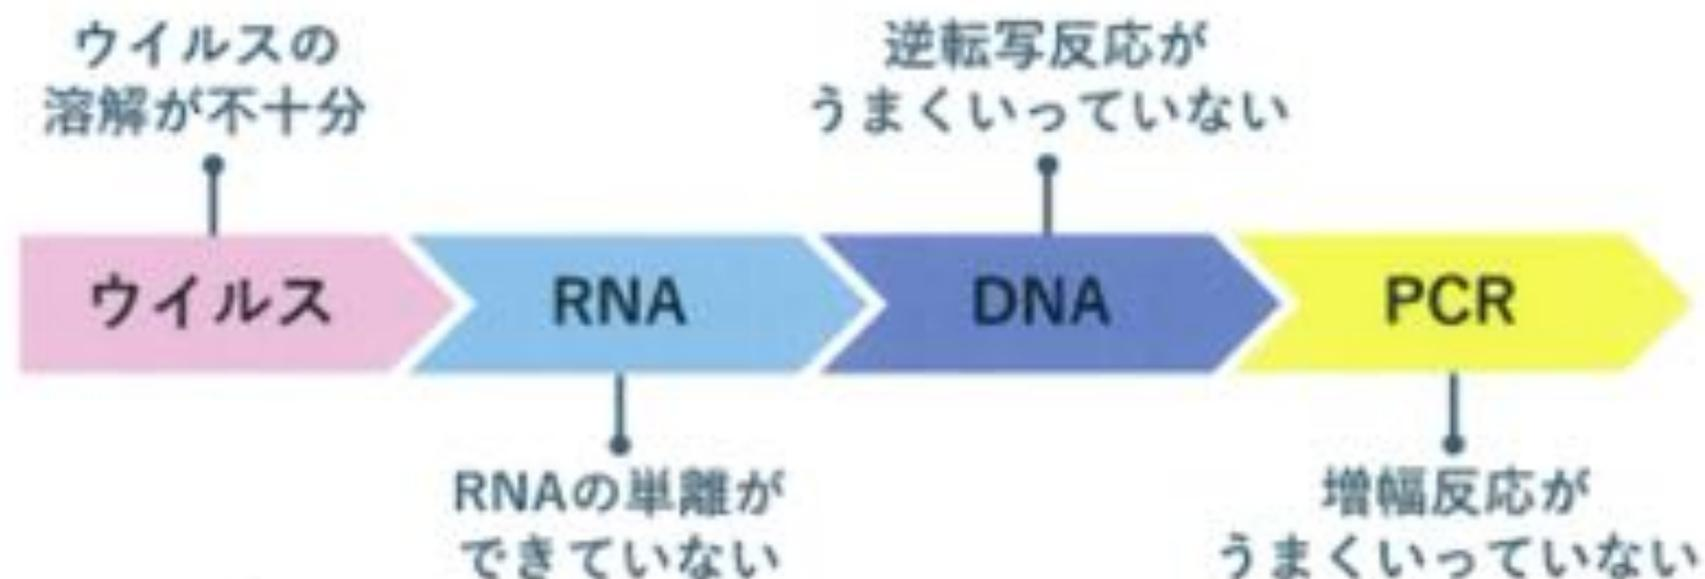 ウイルスの
溶解が不十分
逆転写反応が
うまくいっていない
ウイルス
RNA
DNA
PCR
RNAの単離が
できていない
増幅反応が
うまくいっていない